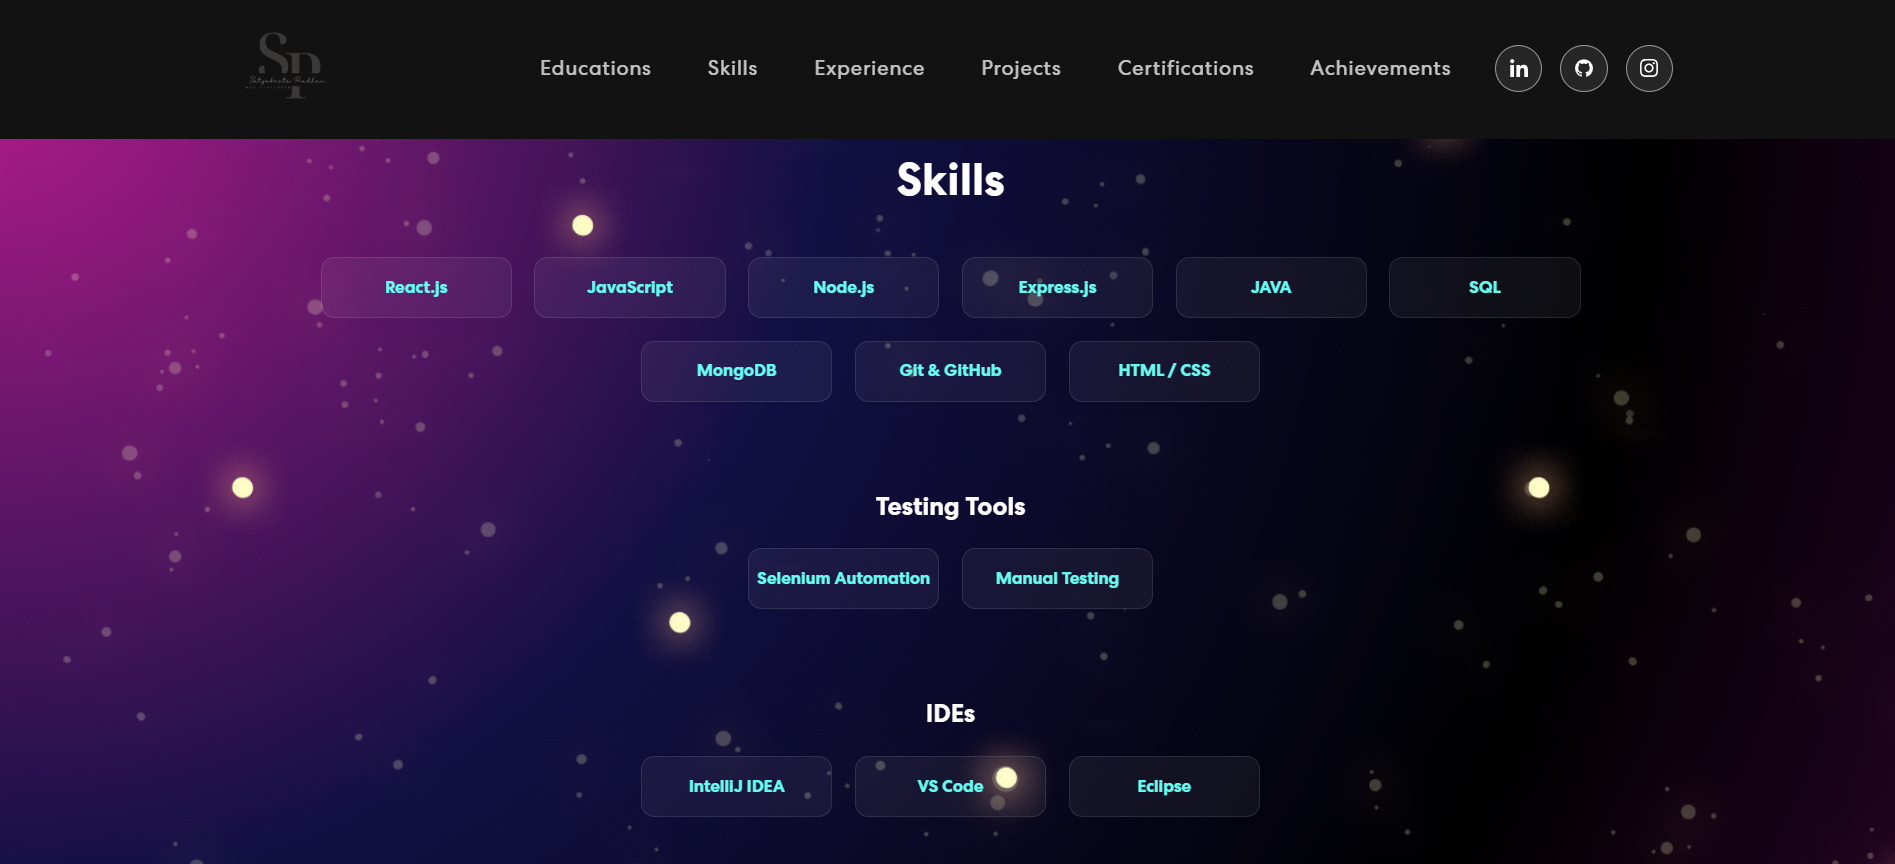 SP
Educations Skills Experience Projects Certifications Achievements in
Skills
React.js JavaScript Node.js Express.js JAVA SQL
MongoDB Git & GitHub HTML / CSS
Testing Tools
Selenium Automation Manual Testing
IDEs
IntelliJ IDEA VS Code Eclipse